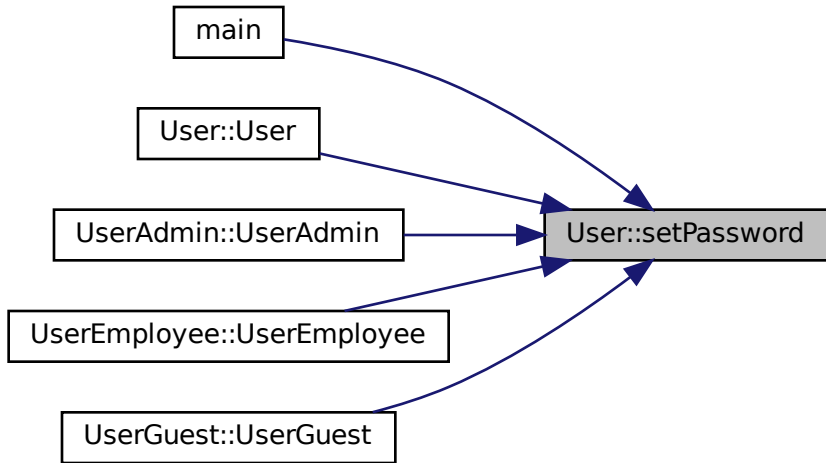 main
User::User
UserAdmin::UserAdmin
User::setPassword
UserEmployee::UserEmployee
UserGuest::UserGuest